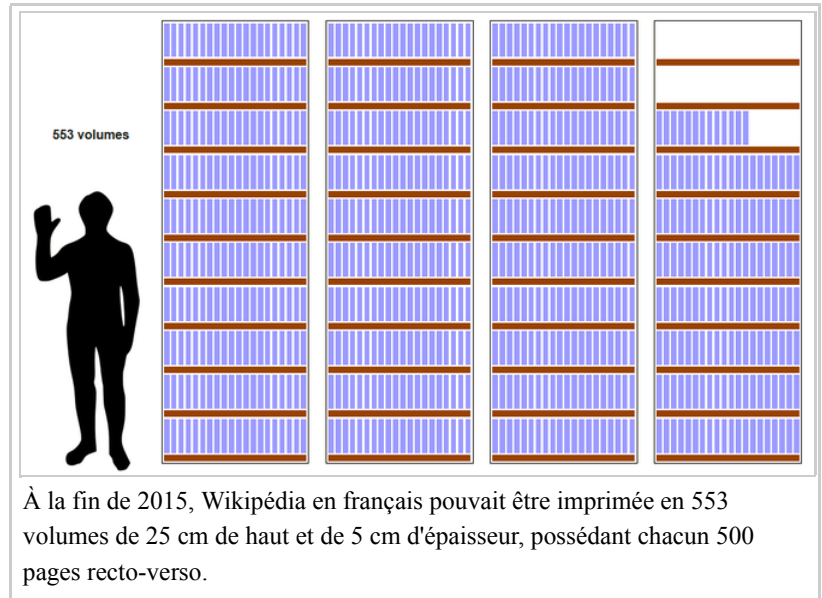 553 volumes
À la fin de 2015, Wikipédia en français pouvait être imprimée en 553
volumes de 25 cm de haut et de 5 cm d'épaisseur, possédant chacun 500
pages recto-verso.